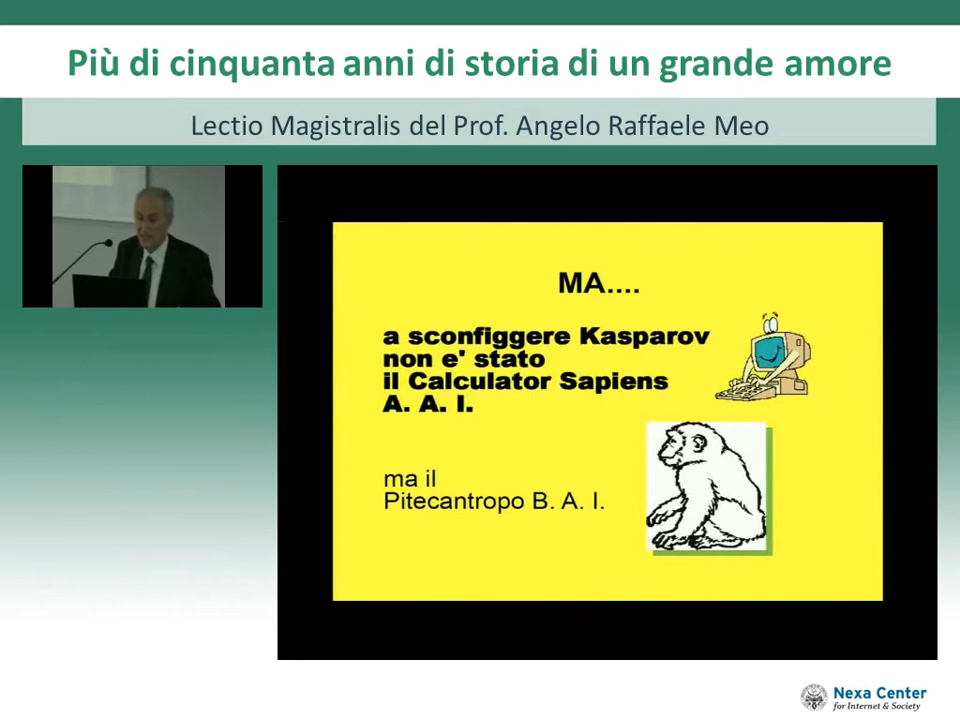 Più di cinquanta anni di storia di un grande amore
Lectio Magistralis del Prof. Angelo Raffaele Meo
MA....
a sconfiggere Kasparov
non e' stato
il Calculator Sapiens
A. A. I.
ma il
Pitecantropo B. A. I.
Nexa Center
for Internet & Society